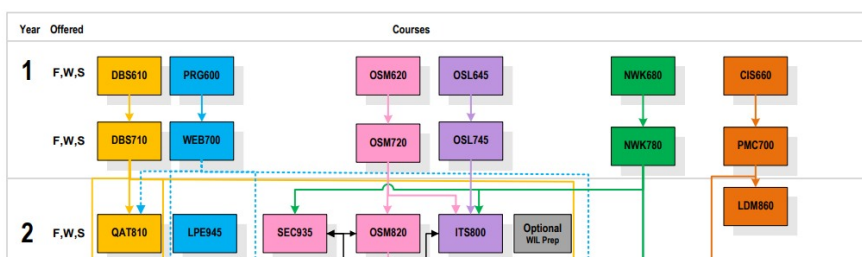 Year Offered Courses
1 F,W,S DBS610 PRG600 OSM620 OSL645 NWK680 CIS660
F,W,S DBS710 WEB700 OSM720 OSL745 NWK780 PMC700
LDM860
2 F,W,S QAT810 LPE945 SEC935 OSM820 ITS800 Optional
WIL Prep